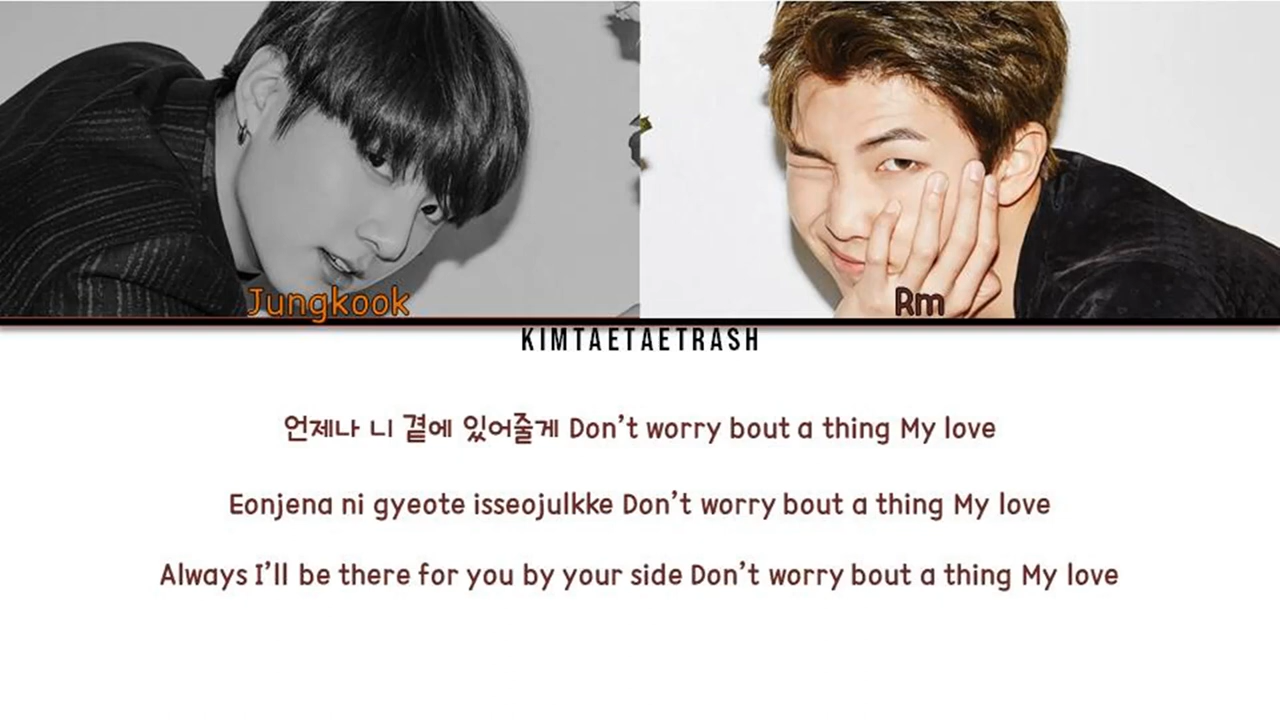 Jungkook
Rm
KIMTAETAETRASH
언제나 니 곁에 있어줄게 Don't worry bout a thing My love
Eonjena ni gyeote isseojulkke Don't worry bout a thing My love
Always I'll be there for you by your side Don't worry bout a thing My love